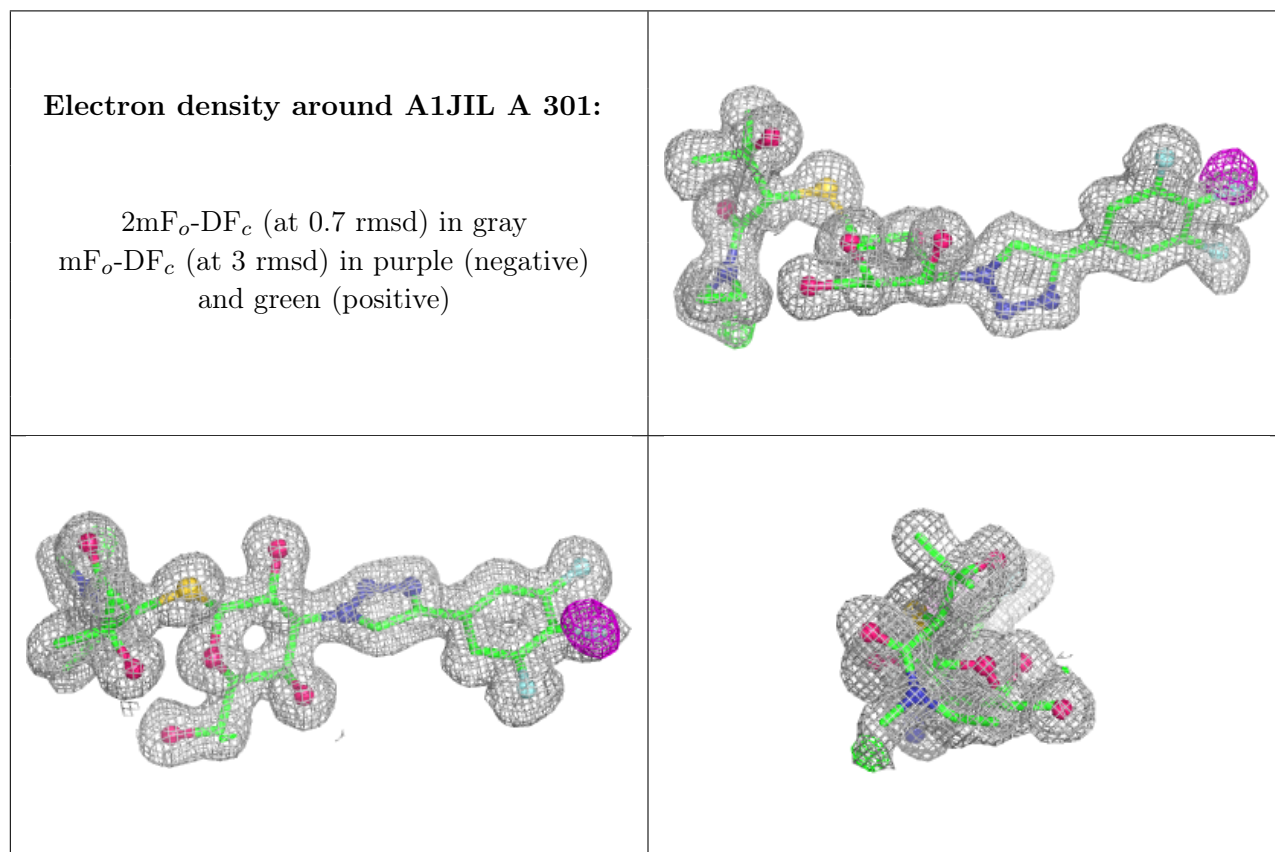 Electron density around A1JIL A 301:
2mFₒ-DF𝒸 (at 0.7 rmsd) in gray
mFₒ-DF𝒸 (at 3 rmsd) in purple (negative)
and green (positive)